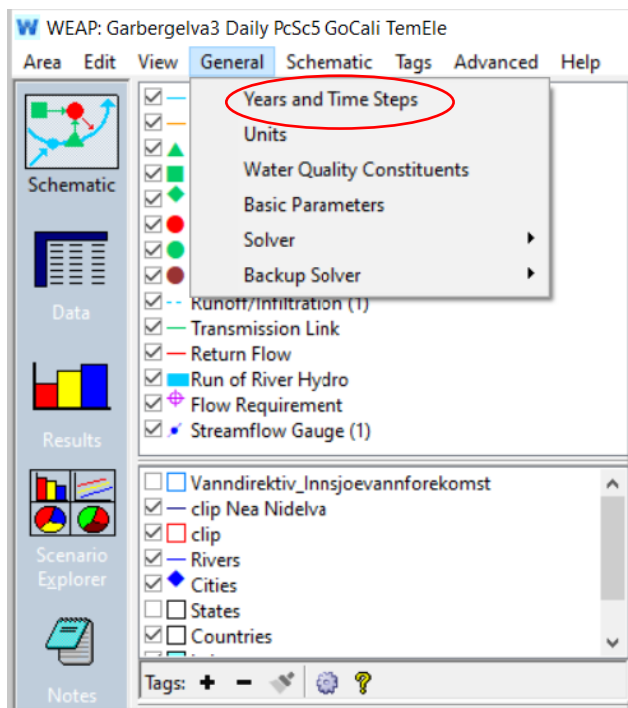 WEAP: Garbergelva3 Daily PcSc5 GoCali TemEle
Area Edit View General Schematic Tags Advanced Help
Years and Time Steps
Units
Water Quality Constituents
Basic Parameters
Solver
Backup Solver
Schematic
Data
Results
Scenario
Explorer
Notes
Runoff/Infiltration (1)
Transmission Link
Return Flow
Run of River Hydro
Flow Requirement
Streamflow Gauge (1)
Vanndirektiv_Innsjoevannforekomst
clip Nea Nidelva
clip
Rivers
Cities
States
Countries
Tags: